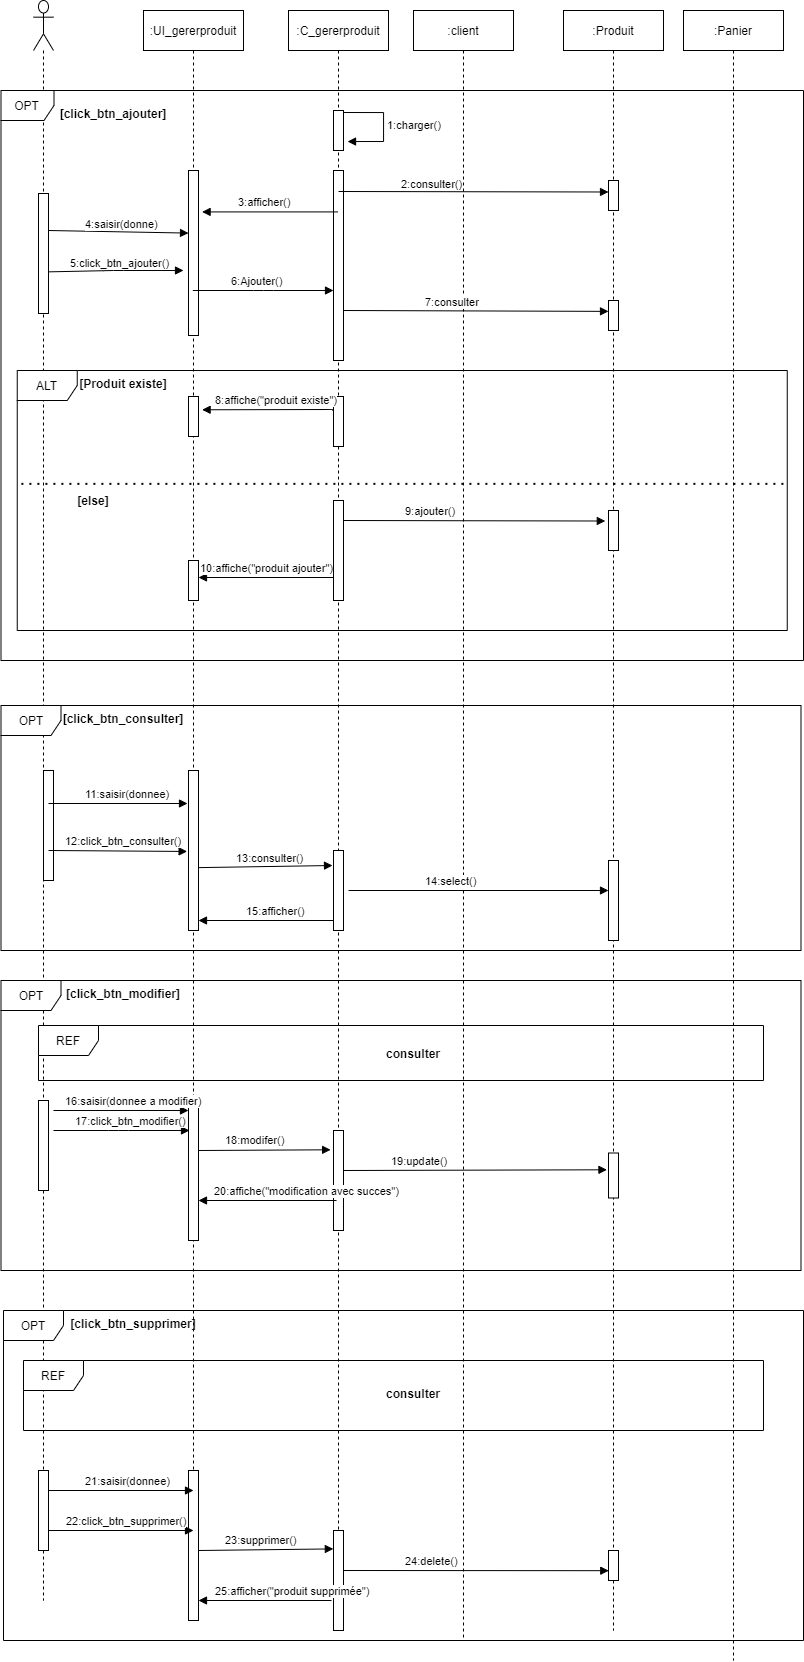 :UI_gererproduit
:C_gererproduit
:client
:Produit
:Panier
OPT
[click_btn_ajouter]
1:charger()
2:consulter()
3:afficher()
4:saisir(donne)
5:click_btn_ajouter()
6:Ajouter()
7:consulter
ALT
[Produit existe]
8:affiche("produit existe")
[else]
9:ajouter()
10:affiche("produit ajouter")
OPT
[click_btn_consulter]
11:saisir(donnee)
12:click_btn_consulter()
13:consulter()
14:select()
15:afficher()
OPT
[click_btn_modifier]
REF
consulter
16:saisir(donnee a modifier)
17:click_btn_modifier()
18:modifer()
19:update()
20:affiche("modification avec succes")
OPT
[click_btn_supprimer]
REF
consulter
21:saisir(donnee)
22:click_btn_supprimer()
23:supprimer()
24:delete()
25:afficher("produit supprimée")